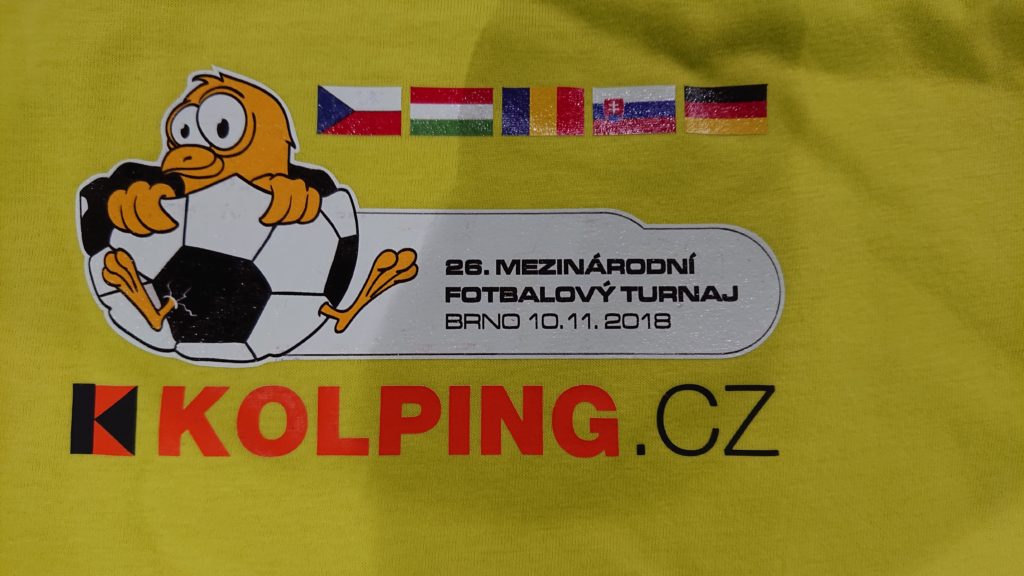 26. MEZINÁRODNÍ
FOTBALOVÝ TURNAJ
BRNO 10.11.2018
KOLPING.CZ